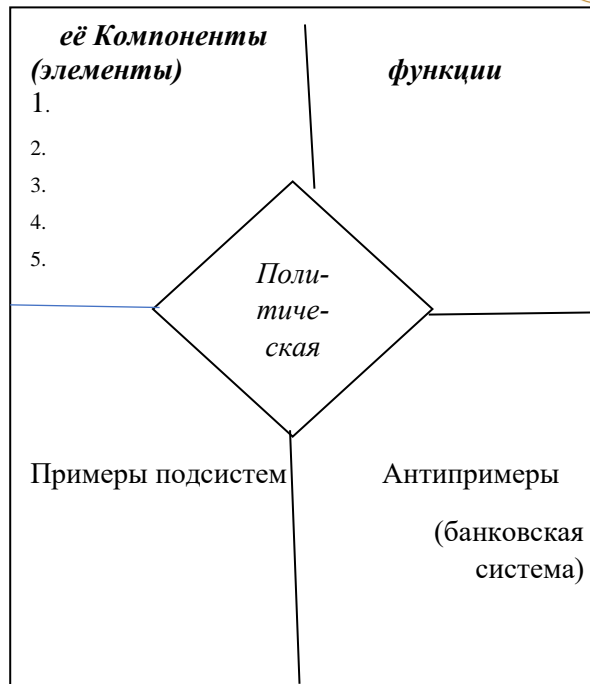 её Компоненты
(элементы)
1.
2.
3.
4.
5.
функции
Поли-
тиче-
ская
Примеры подсистем
Антипримеры
(банковская
система)